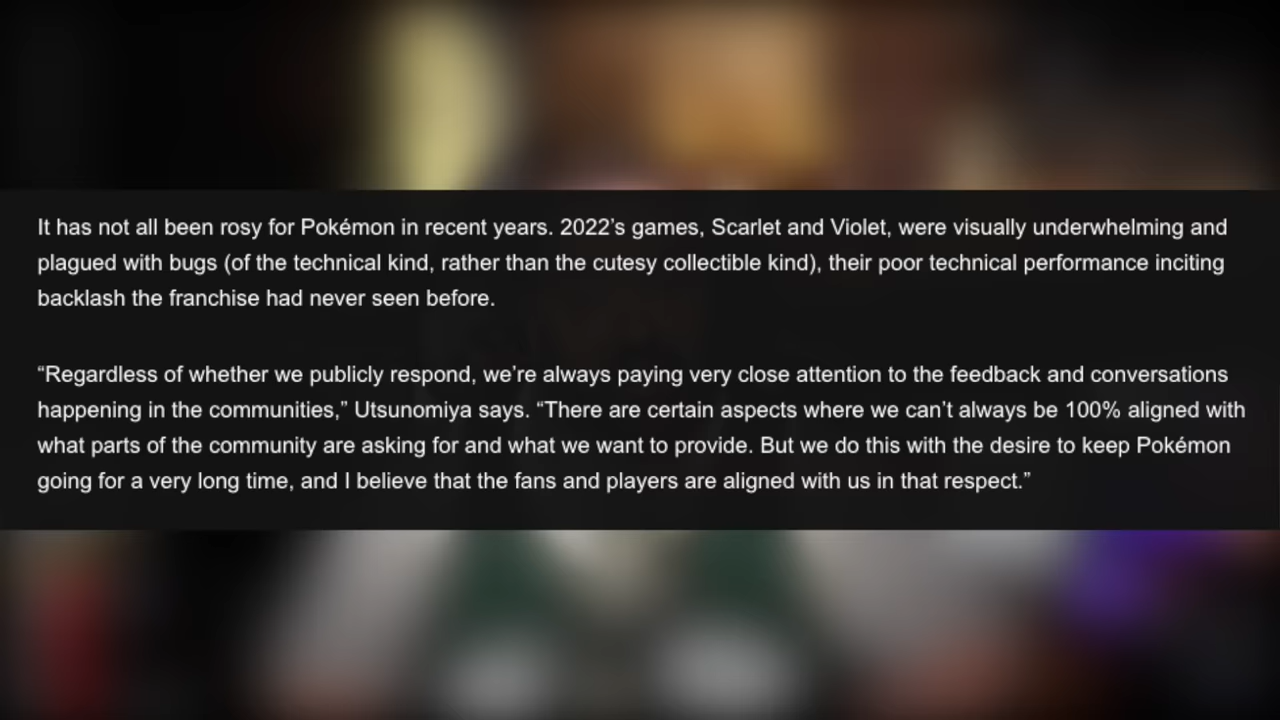 It has not all been rosy for Pokémon in recent years. 2022’s games, Scarlet and Violet, were visually underwhelming and
plagued with bugs (of the technical kind, rather than the cutesy collectible kind), their poor technical performance inciting
backlash the franchise had never seen before.
“Regardless of whether we publicly respond, we’re always paying very close attention to the feedback and conversations
happening in the communities,” Utsunomiya says. “There are certain aspects where we can’t always be 100% aligned with
what parts of the community are asking for and what we want to provide. But we do this with the desire to keep Pokémon
going for a very long time, and I believe that the fans and players are aligned with us in that respect.”